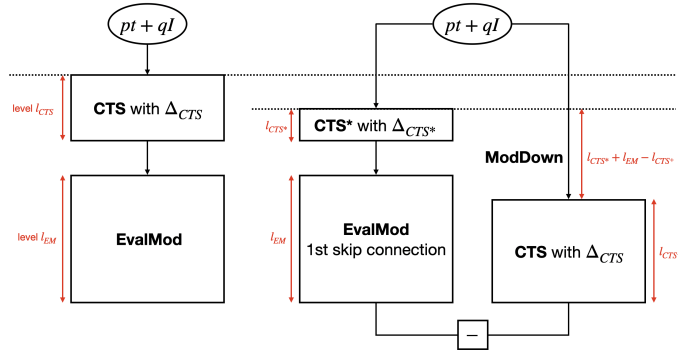 pt + qI
pt + qI
level l_CTS
CTS with Δ_CTS
l_CTS*
CTS* with Δ_CTS*
ModDown
l_CTS* + l_EM − l_CTS*
level l_EM
EvalMod
l_EM
EvalMod
1st skip connection
CTS with Δ_CTS
l_CTS
−